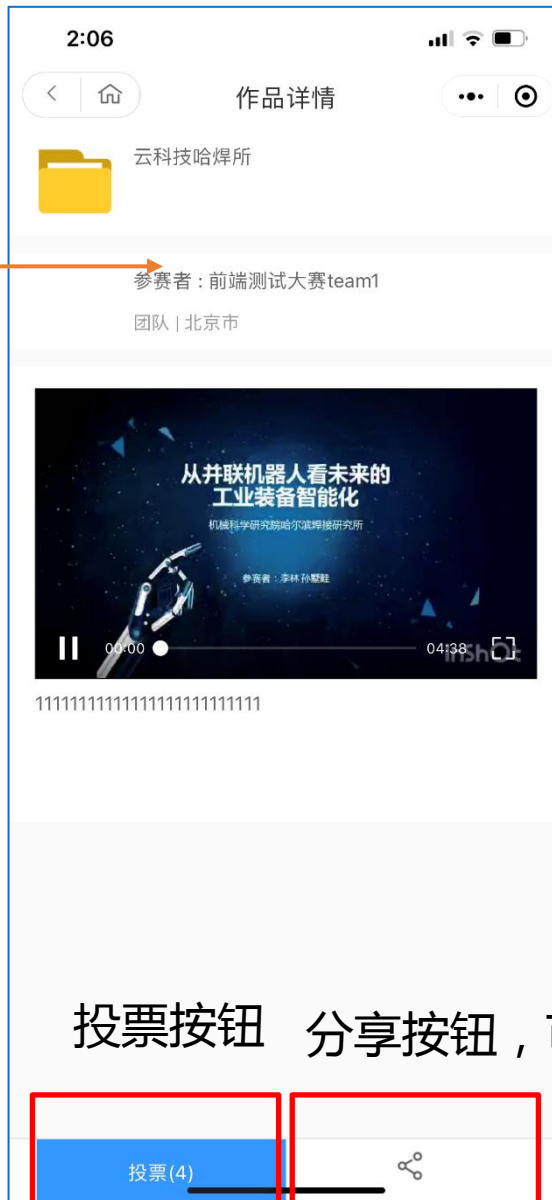 2:06
作品详情
云科技哈焊所
参赛者：前端测试大赛team1
团队 | 北京市
从并联机器人看未来的
工业装备智能化
机械科学研究院哈尔滨焊接研究所
参赛者：李林 孙墅畦
00:00
04:38
InShOt
11111111111111111111111111
投票按钮
分享按钮，
投票(4)